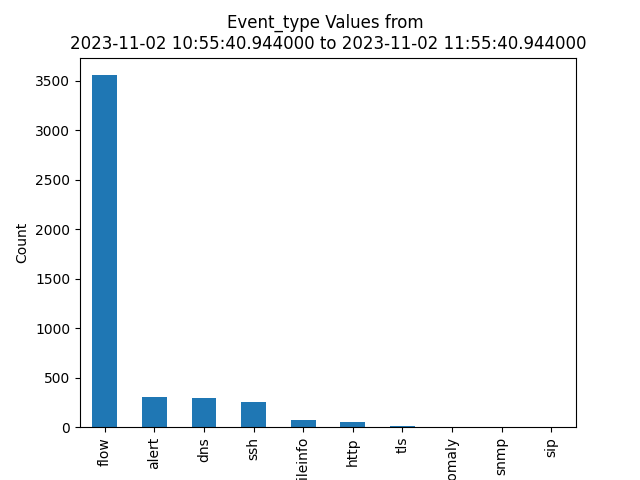 Event_type Values from
2023-11-02 10:55:40.944000 to 2023-11-02 11:55:40.944000
Count
3500
3000
2500
2000
1500
1000
500
0
flow
alert
dns
ssh
ileinfo
http
tls
omaly
snmp
sip